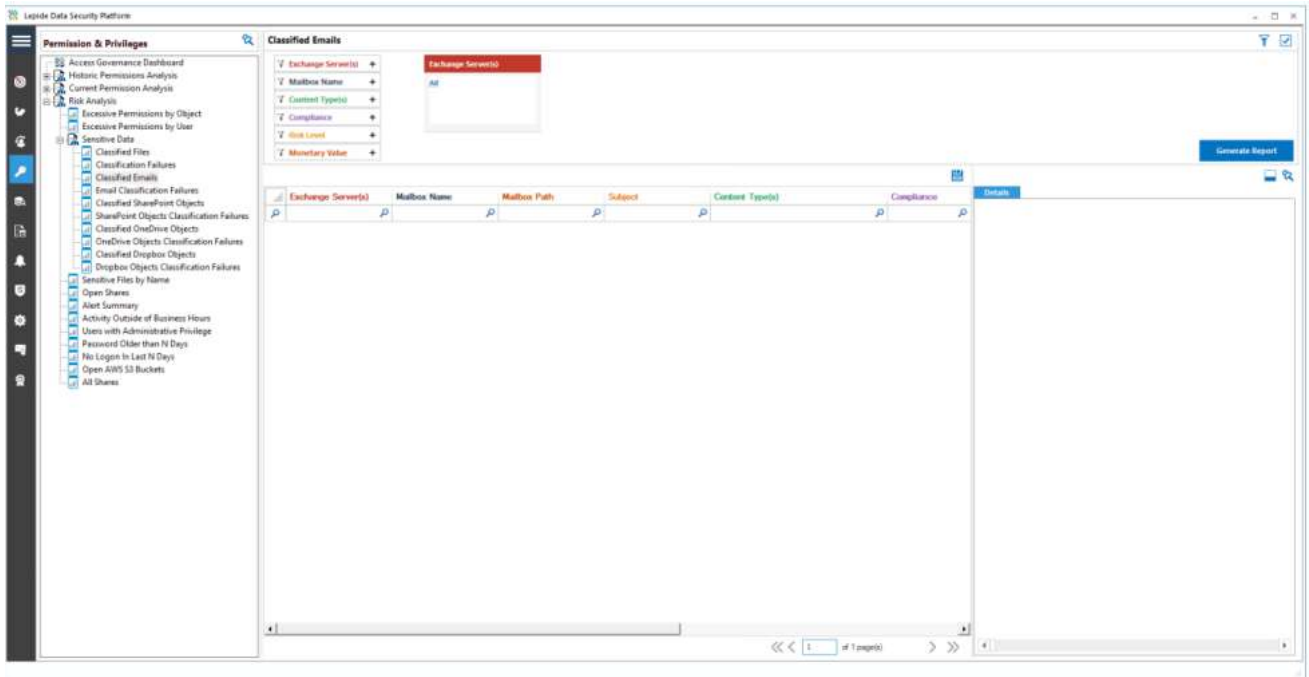 Lepide Data Security Platform
Permission & Privileges
Access Governance Dashboard
Historic Permissions Analysis
Current Permission Analysis
Risk Analysis
Excessive Permissions by Object
Excessive Permissions by User
Sensitive Data
Classified Files
Classification Failures
Classified Emails
Email Classification Failures
Classified SharePoint Objects
SharePoint Objects Classification Failures
Classified OneDrive Objects
OneDrive Objects Classification Failures
Classified Dropbox Objects
Dropbox Objects Classification Failures
Sensitive Files by Name
Open Shares
Alert Summary
Activity Outside of Business Hours
Users with Administrative Privilege
Password Older than N Days
No Logon In Last N Days
Open AWS S3 Buckets
All Shares
Classified Emails
Exchange Server(s) +
Mailbox Name +
Content Type(s) +
Compliance +
Risk Level +
Monetary Value +
Exchange Server(s)
All
Generate Report
Exchange Server(s) Mailbox Name Mailbox Path Subject Content Type(s) Compliance
Details
1 of 1 page(s)